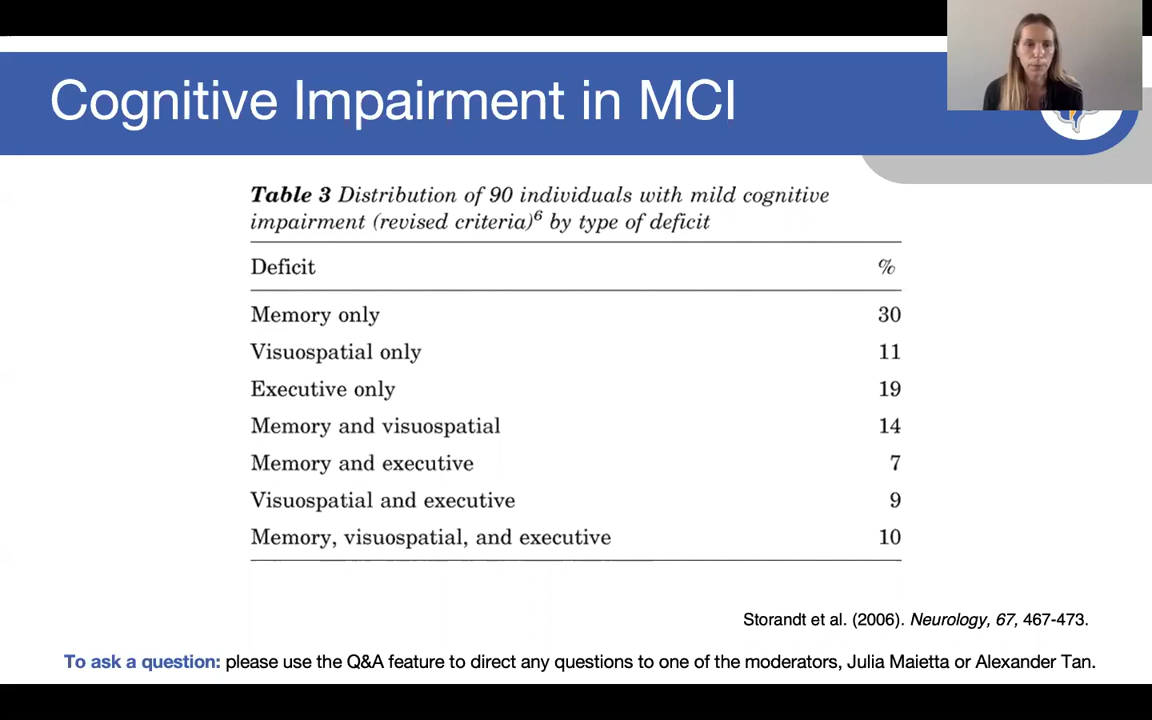 Cognitive Impairment in MCI
Table 3 Distribution of 90 individuals with mild cognitive
impairment (revised criteria)6 by type of deficit
Deficit %
Memory only 30
Visuospatial only 11
Executive only 19
Memory and visuospatial 14
Memory and executive 7
Visuospatial and executive 9
Memory, visuospatial, and executive 10
Storandt et al. (2006). Neurology, 67, 467-473.
To ask a question: please use the Q&A feature to direct any questions to one of the moderators, Julia Maietta or Alexander Tan.